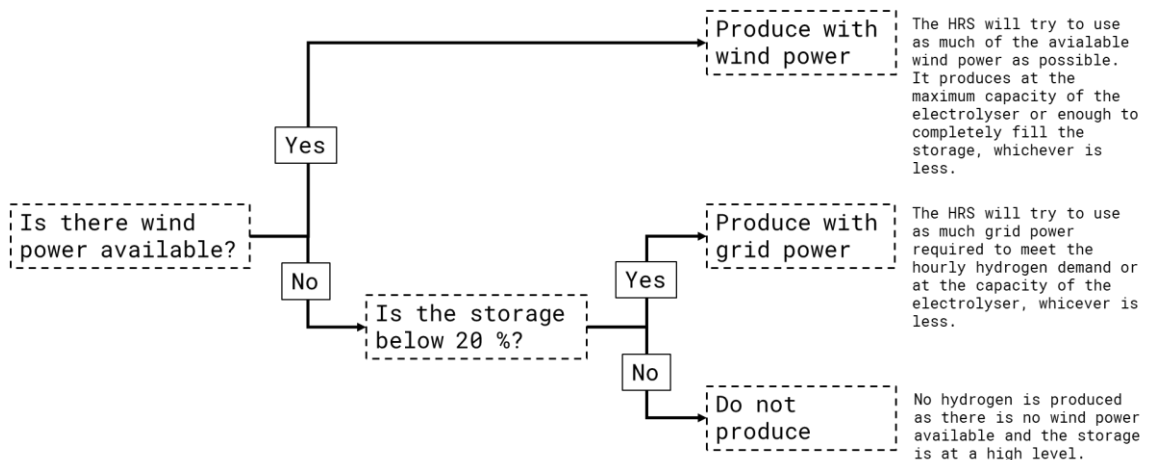 Produce with
wind power
The HRS will try to use
as much of the avialable
wind power as possible.
It produces at the
maximum capacity of the
electrolyser or enough to
completely fill the
storage, whichever is
less.
Yes
Is there wind
power available?
No
Produce with
grid power
The HRS will try to use
as much grid power
required to meet the
hourly hydrogen demand or
at the capacity of the
electrolyser, whicever is
less.
Yes
Is the storage
below 20 %?
No
Do not
produce
No hydrogen is produced
as there is no wind power
available and the storage
is at a high level.